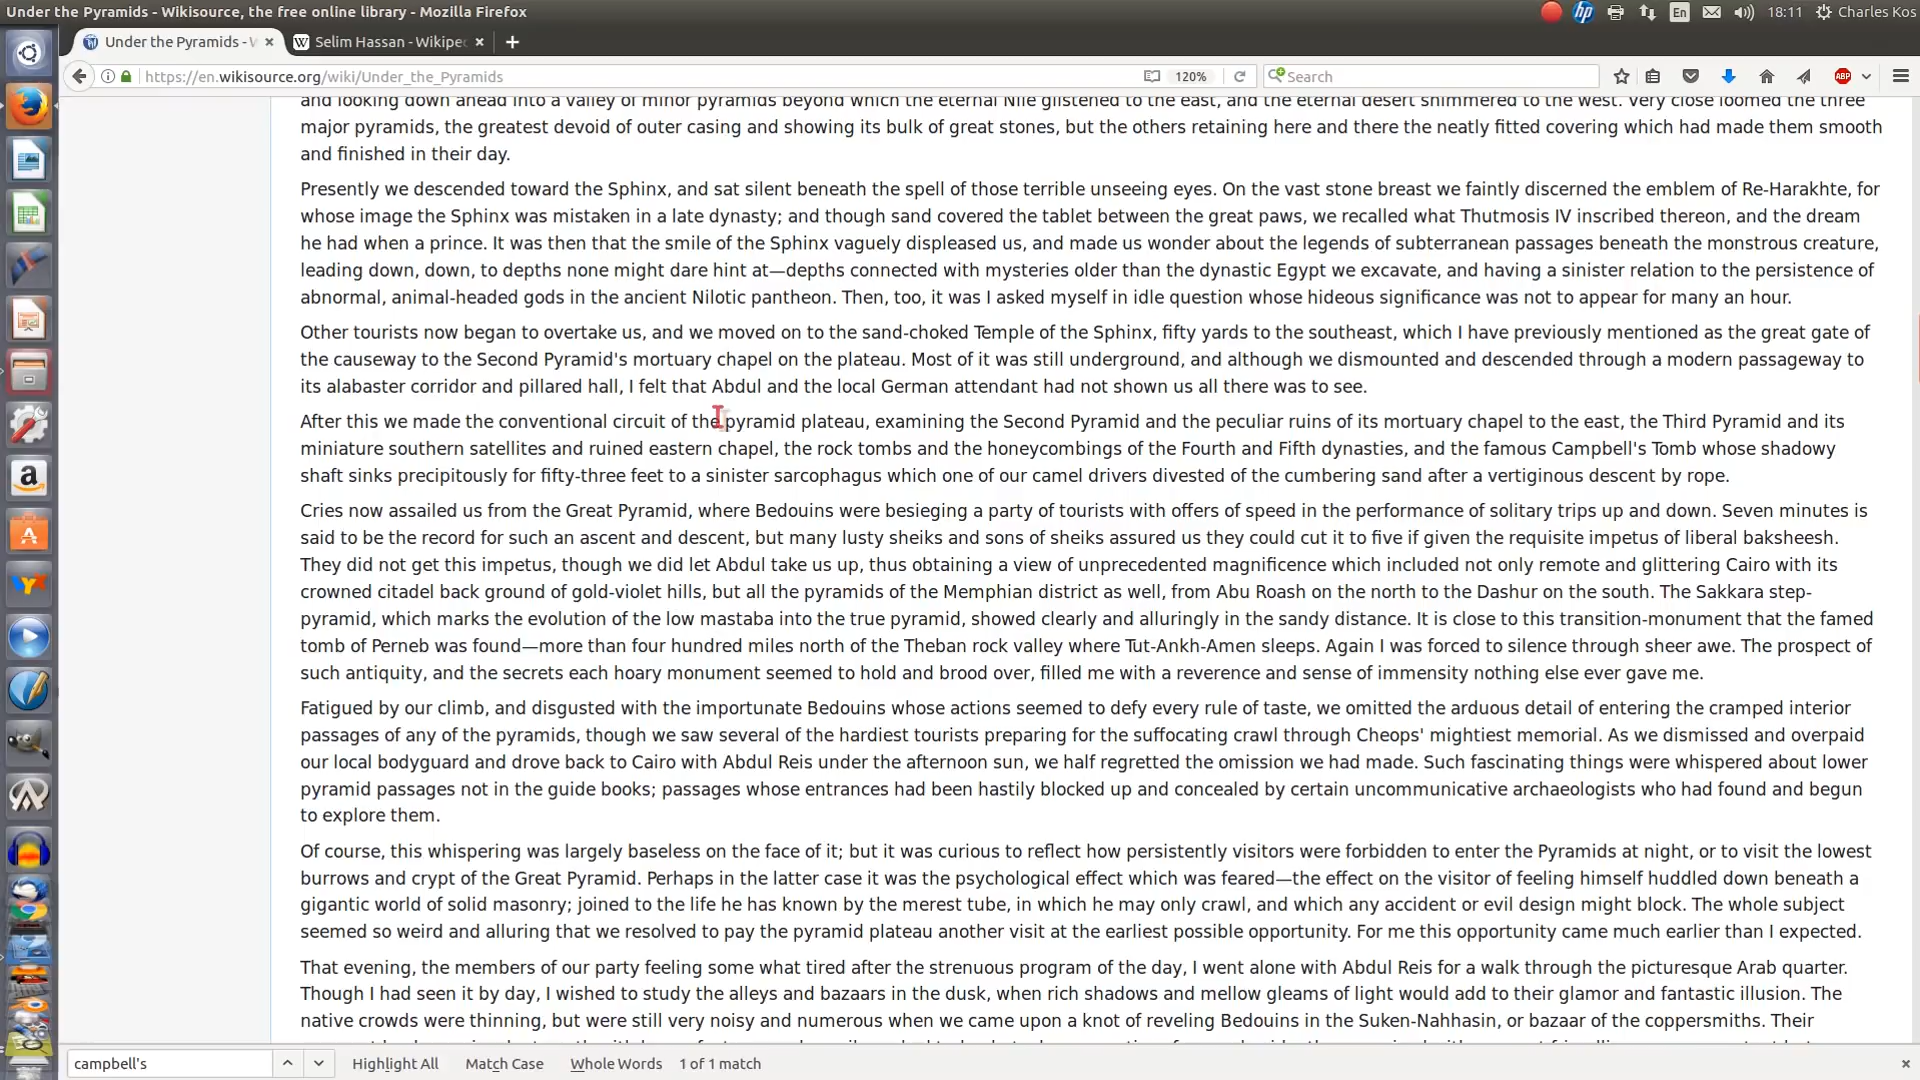 Under the Pyramids - Wikisource, the free online library - Mozilla Firefox
En
18:11
Charles Kos
Under the Pyramids - W
Selim Hassan - Wikiped
https://en.wikisource.org/wiki/Under_the_Pyramids
120%
Search
ABP
and looking down ahead into a valley of minor pyramids beyond which the eternal Nile glistened to the east, and the eternal desert shimmered to the west. Very close loomed the three
major pyramids, the greatest devoid of outer casing and showing its bulk of great stones, but the others retaining here and there the neatly fitted covering which had made them smooth
and finished in their day.
Presently we descended toward the Sphinx, and sat silent beneath the spell of those terrible unseeing eyes. On the vast stone breast we faintly discerned the emblem of Re-Harakhte, for
whose image the Sphinx was mistaken in a late dynasty; and though sand covered the tablet between the great paws, we recalled what Thutmosis IV inscribed thereon, and the dream
he had when a prince. It was then that the smile of the Sphinx vaguely displeased us, and made us wonder about the legends of subterranean passages beneath the monstrous creature,
leading down, down, to depths none might dare hint at—depths connected with mysteries older than the dynastic Egypt we excavate, and having a sinister relation to the persistence of
abnormal, animal-headed gods in the ancient Nilotic pantheon. Then, too, it was I asked myself in idle question whose hideous significance was not to appear for many an hour.
Other tourists now began to overtake us, and we moved on to the sand-choked Temple of the Sphinx, fifty yards to the southeast, which I have previously mentioned as the great gate of
the causeway to the Second Pyramid's mortuary chapel on the plateau. Most of it was still underground, and although we dismounted and descended through a modern passageway to
its alabaster corridor and pillared hall, I felt that Abdul and the local German attendant had not shown us all there was to see.
After this we made the conventional circuit of the pyramid plateau, examining the Second Pyramid and the peculiar ruins of its mortuary chapel to the east, the Third Pyramid and its
miniature southern satellites and ruined eastern chapel, the rock tombs and the honeycombings of the Fourth and Fifth dynasties, and the famous Campbell's Tomb whose shadowy
shaft sinks precipitously for fifty-three feet to a sinister sarcophagus which one of our camel drivers divested of the cumbering sand after a vertiginous descent by rope.
Cries now assailed us from the Great Pyramid, where Bedouins were besieging a party of tourists with offers of speed in the performance of solitary trips up and down. Seven minutes is
said to be the record for such an ascent and descent, but many lusty sheiks and sons of sheiks assured us they could cut it to five if given the requisite impetus of liberal baksheesh.
They did not get this impetus, though we did let Abdul take us up, thus obtaining a view of unprecedented magnificence which included not only remote and glittering Cairo with its
crowned citadel back ground of gold-violet hills, but all the pyramids of the Memphian district as well, from Abu Roash on the north to the Dashur on the south. The Sakkara step-
pyramid, which marks the evolution of the low mastaba into the true pyramid, showed clearly and alluringly in the sandy distance. It is close to this transition-monument that the famed
tomb of Perneb was found—more than four hundred miles north of the Theban rock valley where Tut-Ankh-Amen sleeps. Again I was forced to silence through sheer awe. The prospect of
such antiquity, and the secrets each hoary monument seemed to hold and brood over, filled me with a reverence and sense of immensity nothing else ever gave me.
Fatigued by our climb, and disgusted with the importunate Bedouins whose actions seemed to defy every rule of taste, we omitted the arduous detail of entering the cramped interior
passages of any of the pyramids, though we saw several of the hardiest tourists preparing for the suffocating crawl through Cheops' mightiest memorial. As we dismissed and overpaid
our local bodyguard and drove back to Cairo with Abdul Reis under the afternoon sun, we half regretted the omission we had made. Such fascinating things were whispered about lower
pyramid passages not in the guide books; passages whose entrances had been hastily blocked up and concealed by certain uncommunicative archaeologists who had found and begun
to explore them.
Of course, this whispering was largely baseless on the face of it; but it was curious to reflect how persistently visitors were forbidden to enter the Pyramids at night, or to visit the lowest
burrows and crypt of the Great Pyramid. Perhaps in the latter case it was the psychological effect which was feared—the effect on the visitor of feeling himself huddled down beneath a
gigantic world of solid masonry; joined to the life he has known by the merest tube, in which he may only crawl, and which any accident or evil design might block. The whole subject
seemed so weird and alluring that we resolved to pay the pyramid plateau another visit at the earliest possible opportunity. For me this opportunity came much earlier than I expected.
That evening, the members of our party feeling some what tired after the strenuous program of the day, I went alone with Abdul Reis for a walk through the picturesque Arab quarter.
Though I had seen it by day, I wished to study the alleys and bazaars in the dusk, when rich shadows and mellow gleams of light would add to their glamor and fantastic illusion. The
native crowds were thinning, but were still very noisy and numerous when we came upon a knot of reveling Bedouins in the Suken-Nahhasin, or bazaar of the coppersmiths. Their
campbell's
Highlight All
Match Case
Whole Words
1 of 1 match